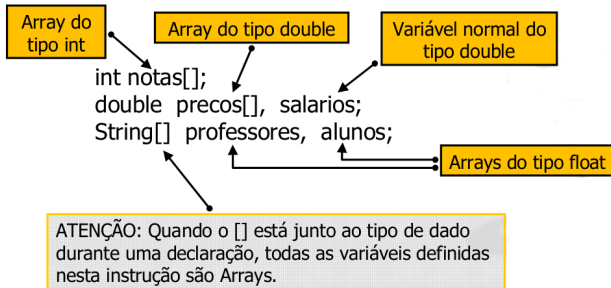 Array do
tipo int
Array do tipo double
Variável normal do
tipo double
int notas[];
double precos[], salarios;
String[] professores, alunos;
Arrays do tipo float
ATENÇÃO: Quando o [] está junto ao tipo de dado
durante uma declaração, todas as variáveis definidas
nesta instrução são Arrays.